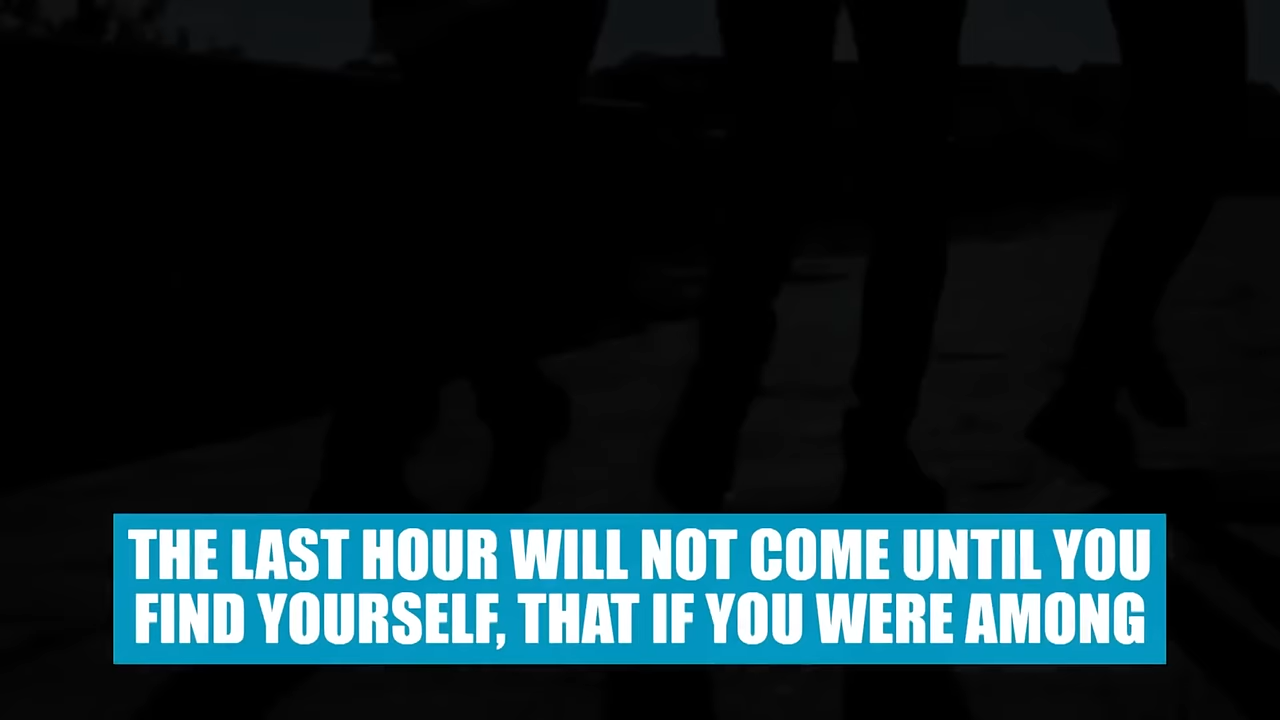 THE LAST HOUR WILL NOT COME UNTIL YOU
FIND YOURSELF, THAT IF YOU WERE AMONG